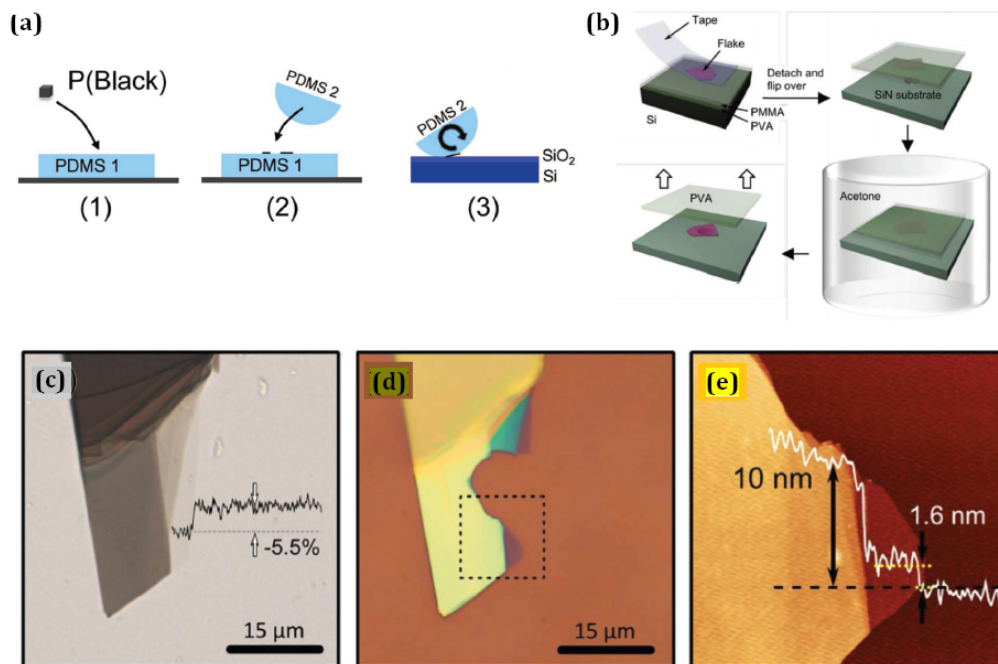 (a)
P(Black)
PDMS 1
(1)
PDMS 2
PDMS 1
(2)
PDMS 2
SiO₂
Si
(3)
(b)
Tape
Flake
Si
PMMA
PVA
Detach and
flip over
SiN substrate
Acetone
PVA
(c)
-5.5%
15 μm
(d)
15 μm
(e)
10 nm
1.6 nm